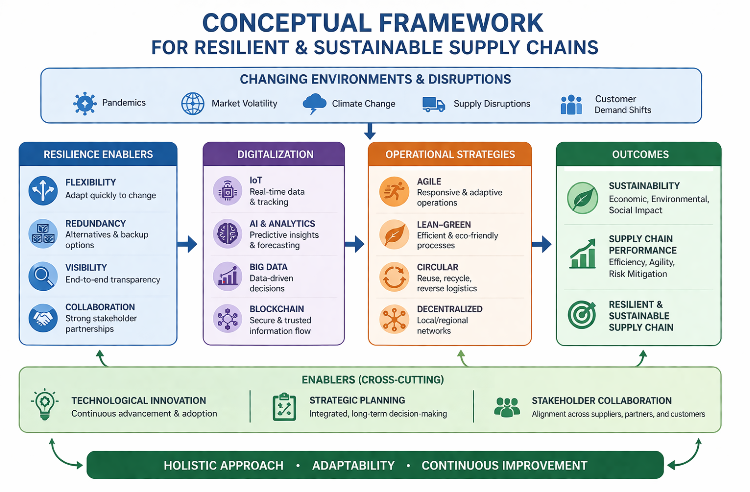 CONCEPTUAL FRAMEWORK
FOR RESILIENT & SUSTAINABLE SUPPLY CHAINS
CHANGING ENVIRONMENTS & DISRUPTIONS
Pandemics
Market Volatility
Climate Change
Supply Disruptions
Customer
Demand Shifts
RESILIENCE ENABLERS
FLEXIBILITY
Adapt quickly to change
REDUNDANCY
Alternatives & backup
options
VISIBILITY
End-to-end transparency
COLLABORATION
Strong stakeholder
partnerships
DIGITALIZATION
IoT
Real-time data
& tracking
AI & ANALYTICS
Predictive insights
& forecasting
BIG DATA
Data-driven
decisions
BLOCKCHAIN
Secure & trusted
information flow
OPERATIONAL STRATEGIES
AGILE
Responsive & adaptive
operations
LEAN–GREEN
Efficient & eco-friendly
processes
CIRCULAR
Reuse, recycle,
reverse logistics
DECENTRALIZED
Local/regional
networks
OUTCOMES
SUSTAINABILITY
Economic, Environmental,
Social Impact
SUPPLY CHAIN
PERFORMANCE
Efficiency, Agility,
Risk Mitigation
RESILIENT &
SUSTAINABLE
SUPPLY CHAIN
ENABLERS (CROSS-CUTTING)
TECHNOLOGICAL INNOVATION
Continuous advancement & adoption
STRATEGIC PLANNING
Integrated, long-term decision-making
STAKEHOLDER COLLABORATION
Alignment across suppliers, partners, and customers
HOLISTIC APPROACH • ADAPTABILITY • CONTINUOUS IMPROVEMENT